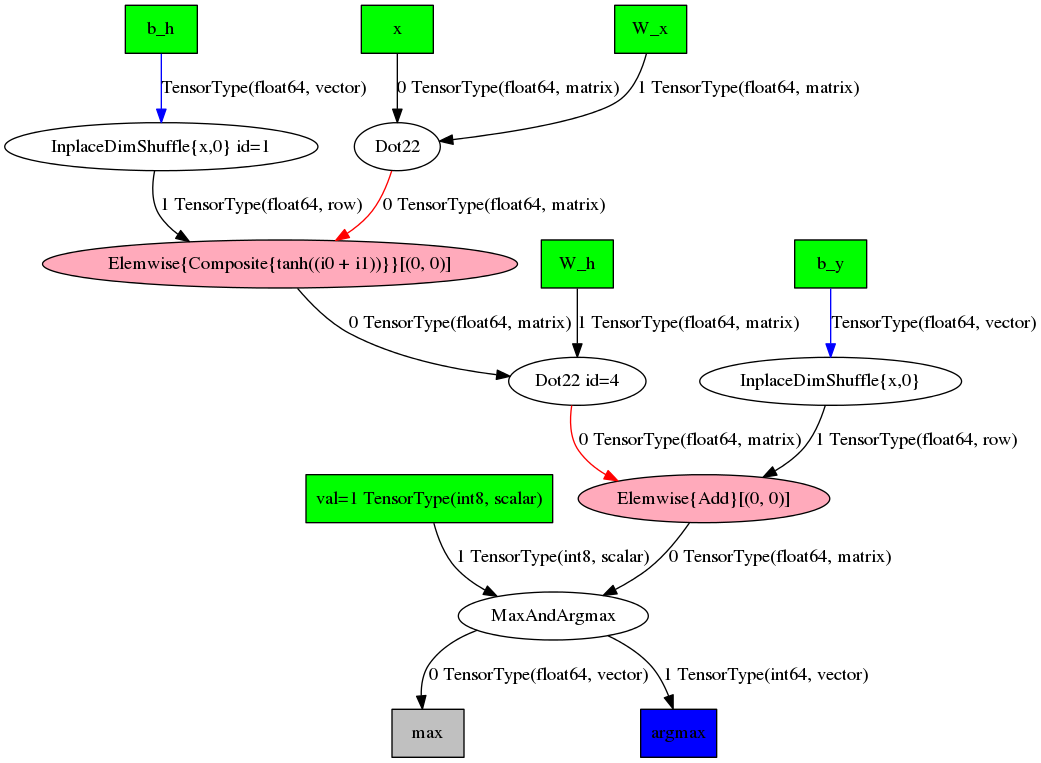 b_h
x
W_x
TensorType(float64, vector)
0 TensorType(float64, matrix)
1 TensorType(float64, matrix)
InplaceDimShuffle{x,0} id=1
Dot22
1 TensorType(float64, row)
0 TensorType(float64, matrix)
Elemwise{Composite{tanh((i0 + i1))}}[(0, 0)]
W_h
b_y
0 TensorType(float64, matrix)
1 TensorType(float64, matrix)
TensorType(float64, vector)
Dot22 id=4
InplaceDimShuffle{x,0}
0 TensorType(float64, matrix)
1 TensorType(float64, row)
val=1 TensorType(int8, scalar)
Elemwise{Add}[(0, 0)]
1 TensorType(int8, scalar)
0 TensorType(float64, matrix)
MaxAndArgmax
0 TensorType(float64, vector)
1 TensorType(int64, vector)
max
argmax